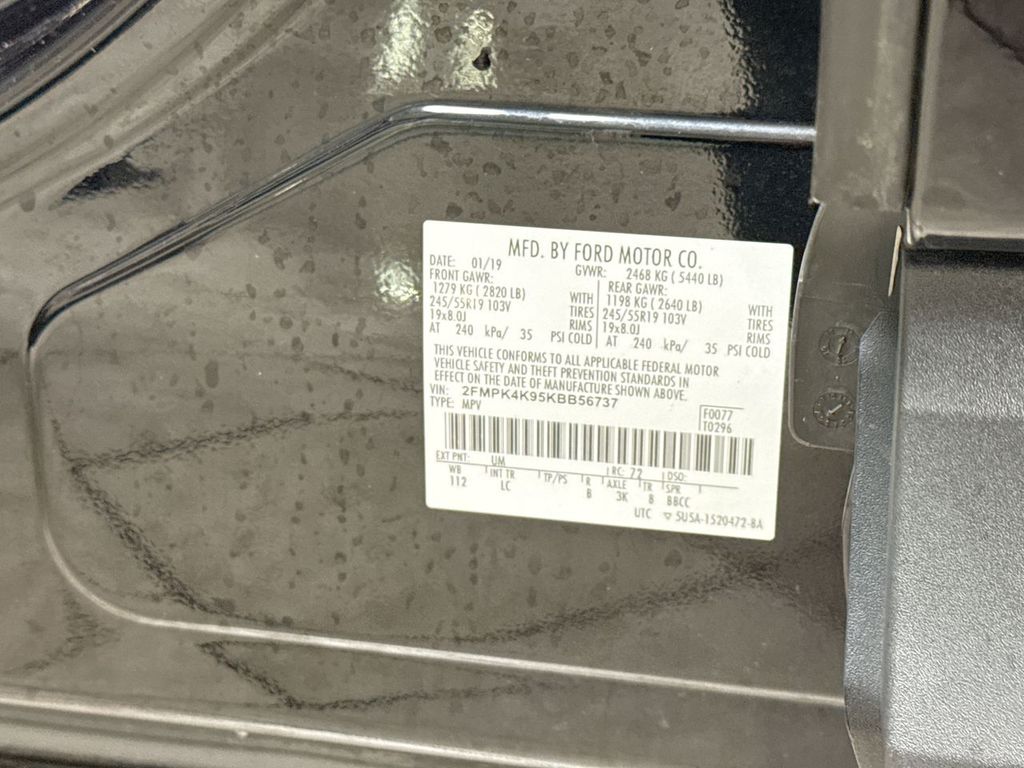 MFD. BY FORD MOTOR CO.
DATE: 01/19 GVWR: 2468 KG ( 5440 LB)
FRONT GAWR: REAR GAWR:
1279 KG ( 2820 LB) WITH 1198 KG ( 2640 LB) WITH
245/55R19 103V TIRES 245/55R19 103V TIRES
19x8.0J RIMS 19x8.0J RIMS
AT 240 kPa/ 35 PSI COLD AT 240 kPa/ 35 PSI COLD
THIS VEHICLE CONFORMS TO ALL APPLICABLE FEDERAL MOTOR
VEHICLE SAFETY AND THEFT PREVENTION STANDARDS IN
EFFECT ON THE DATE OF MANUFACTURE SHOWN ABOVE.
VIN: 2FMPK4K95KBB56737
TYPE: MPV
F0077
T0296
EXT PNT: UM RC: 72 DSO:
WB INT TR TP/PS R AXLE TR SPR
112 LC B 3K B BBCC
UTC ▽ 5USA-1520472-BA